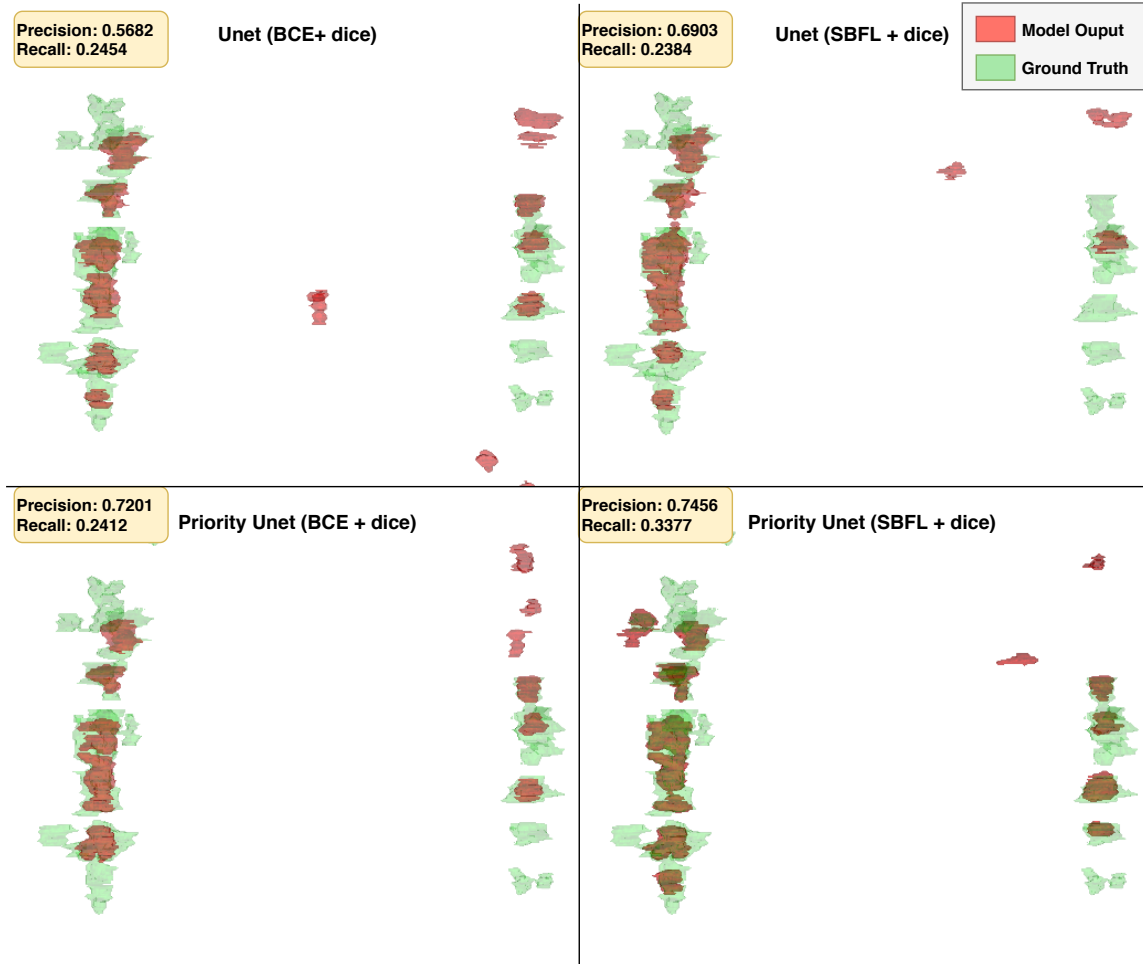 Precision: 0.5682
Recall: 0.2454
Unet (BCE+ dice)
Precision: 0.6903
Recall: 0.2384
Unet (SBFL + dice)
Model Ouput
Ground Truth
Precision: 0.7201
Recall: 0.2412
Priority Unet (BCE + dice)
Precision: 0.7456
Recall: 0.3377
Priority Unet (SBFL + dice)